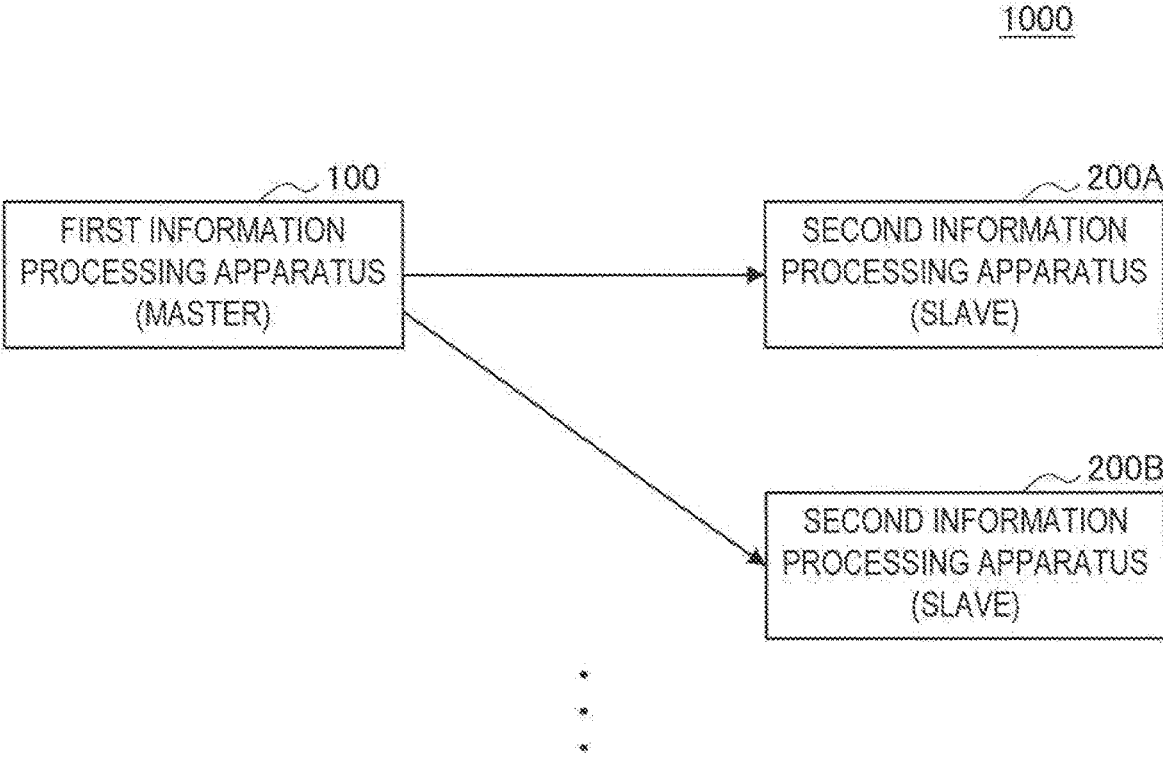 1000
100
FIRST INFORMATION
PROCESSING APPARATUS
(MASTER)
200A
SECOND INFORMATION
PROCESSING APPARATUS
(SLAVE)
200B
SECOND INFORMATION
PROCESSING APPARATUS
(SLAVE)